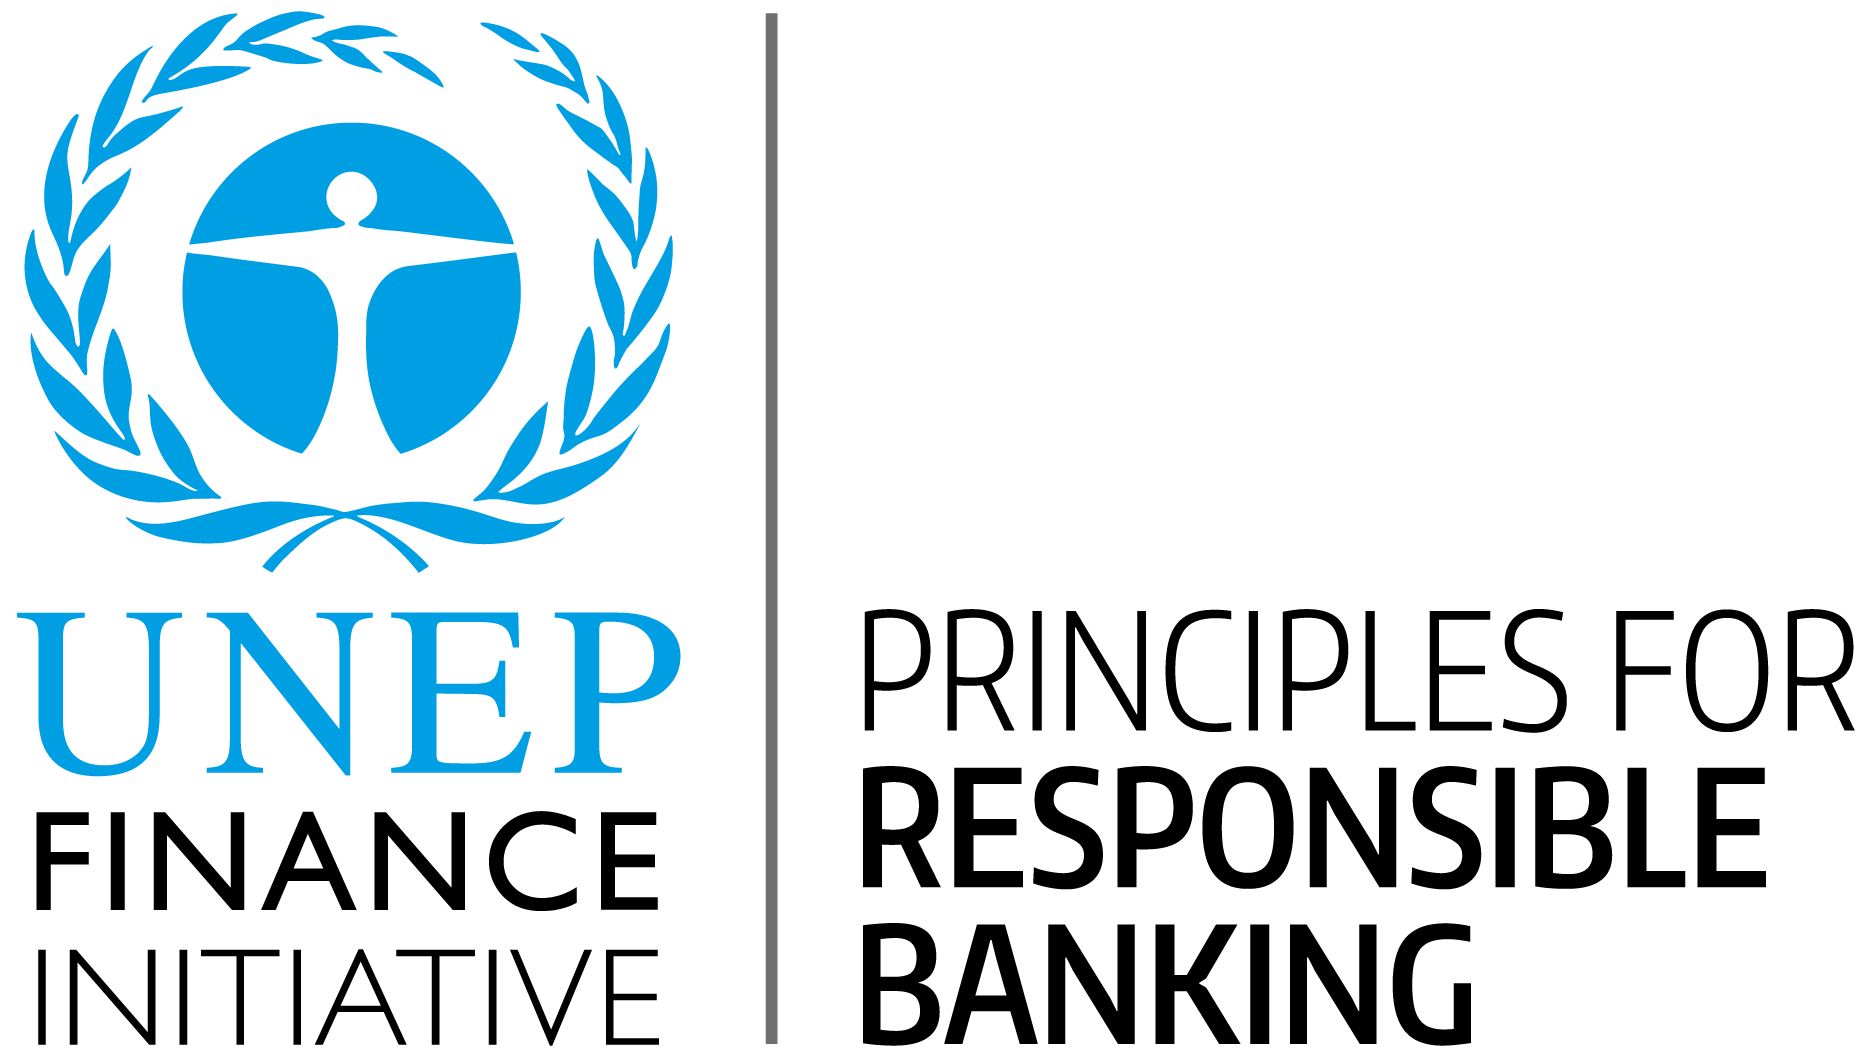 UNEP
FINANCE
INITIATIVE
PRINCIPLES FOR
RESPONSIBLE
BANKING